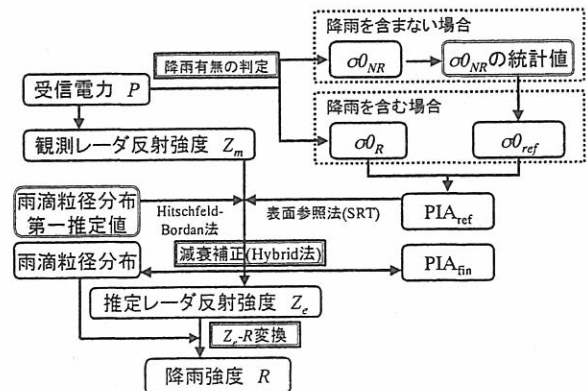 降雨を含まない場合
降雨有無の判定
σ0NR
σ0NRの統計値
受信電力 P
降雨を含む場合
σ0R
σ0ref
観測レーダ反射強度 Zm
雨滴粒径分布
第一推定値
Hitschfeld-
Bordan法
表面参照法(SRT)
PIAref
減衰補正(Hybrid法)
雨滴粒径分布
PIAfin
推定レーダ反射強度 Ze
Ze-R変換
降雨強度 R